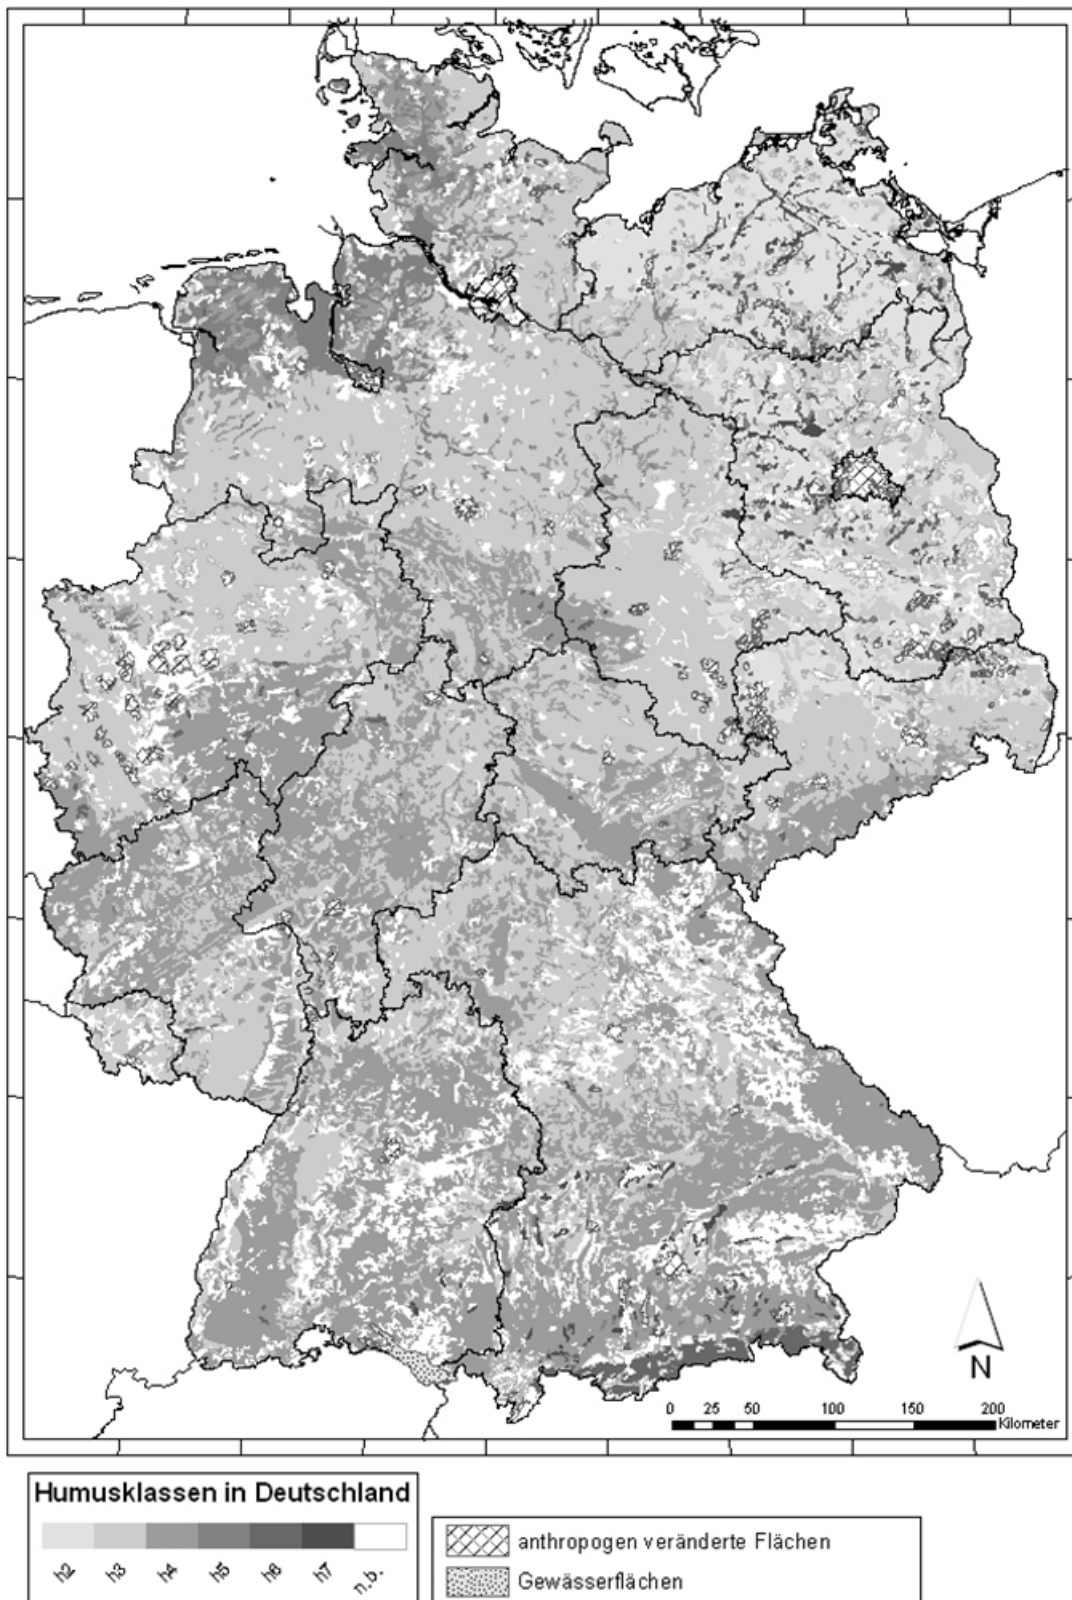 N
0 25 50 100 150 200
Kilometer
Humusklassen in Deutschland
h2 h3 h4 h5 h6 h7 n.b.
anthropogen veränderte Flächen
Gewässerflächen